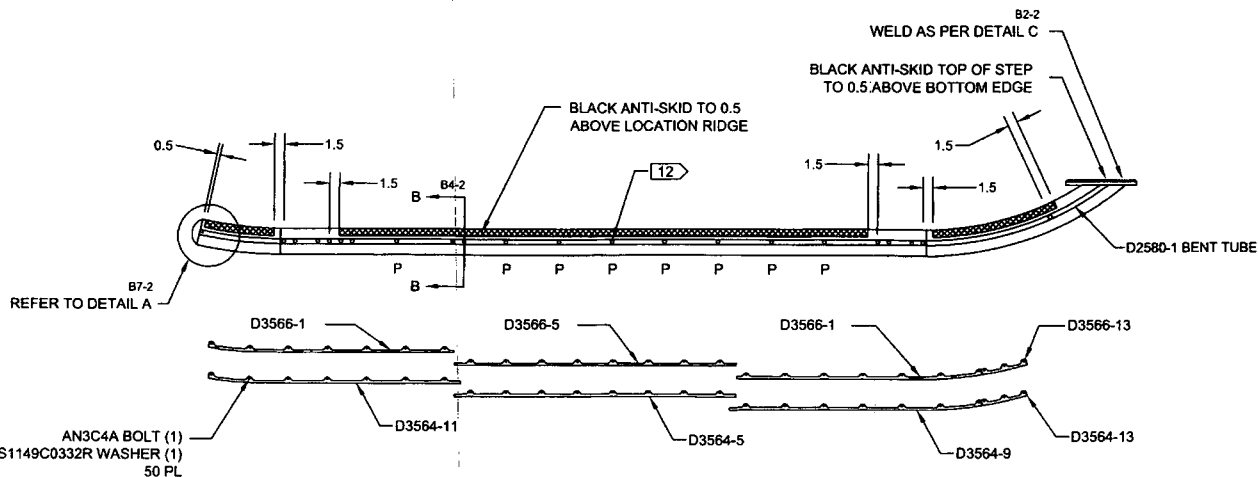 B2-2
WELD AS PER DETAIL C
BLACK ANTI-SKID TOP OF STEP
TO 0.5 ABOVE BOTTOM EDGE
BLACK ANTI-SKID TO 0.5
ABOVE LOCATION RIDGE
0.5
1.5
1.5
B
B4-2
12
1.5
1.5
1.5
D2580-1 BENT TUBE
P
B
P
P
P
P
P
P
P
B7-2
REFER TO DETAIL A
D3566-1
D3566-5
D3566-1
D3566-13
AN3C4A BOLT (1)
S1149C0332R WASHER (1)
50 PL
D3564-11
D3564-5
D3564-9
D3564-13